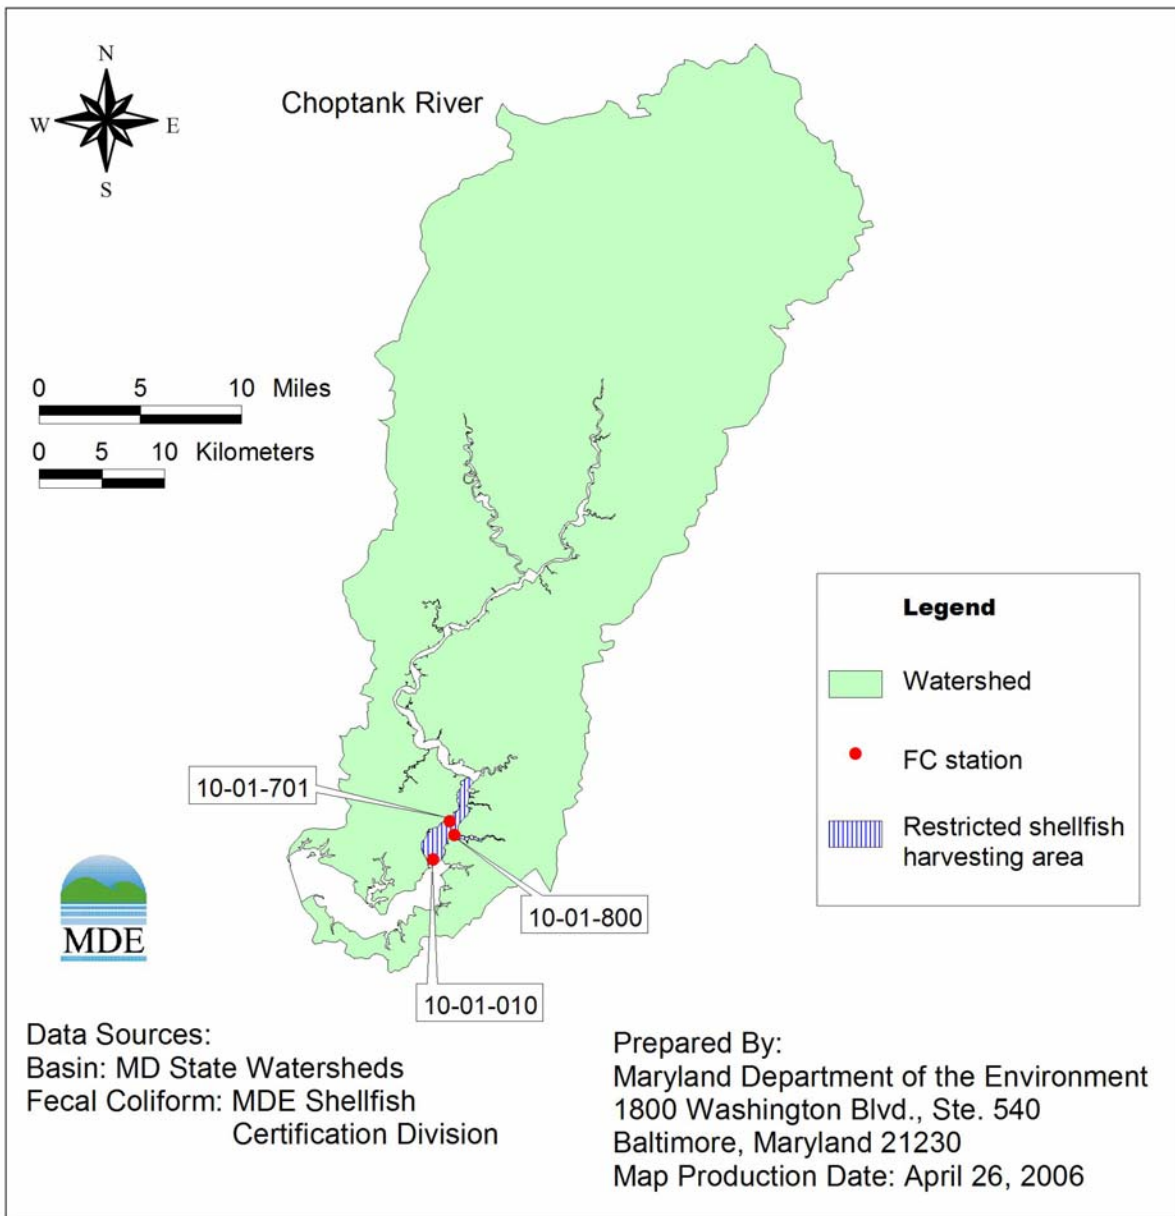 N
W E
S
Choptank River
0 5 10 Miles
0 5 10 Kilometers
Legend
Watershed
FC station
Restricted shellfish
harvesting area
10-01-701
10-01-800
10-01-010
MDE
Data Sources:
Basin: MD State Watersheds
Fecal Coliform: MDE Shellfish
Certification Division
Prepared By:
Maryland Department of the Environment
1800 Washington Blvd., Ste. 540
Baltimore, Maryland 21230
Map Production Date: April 26, 2006